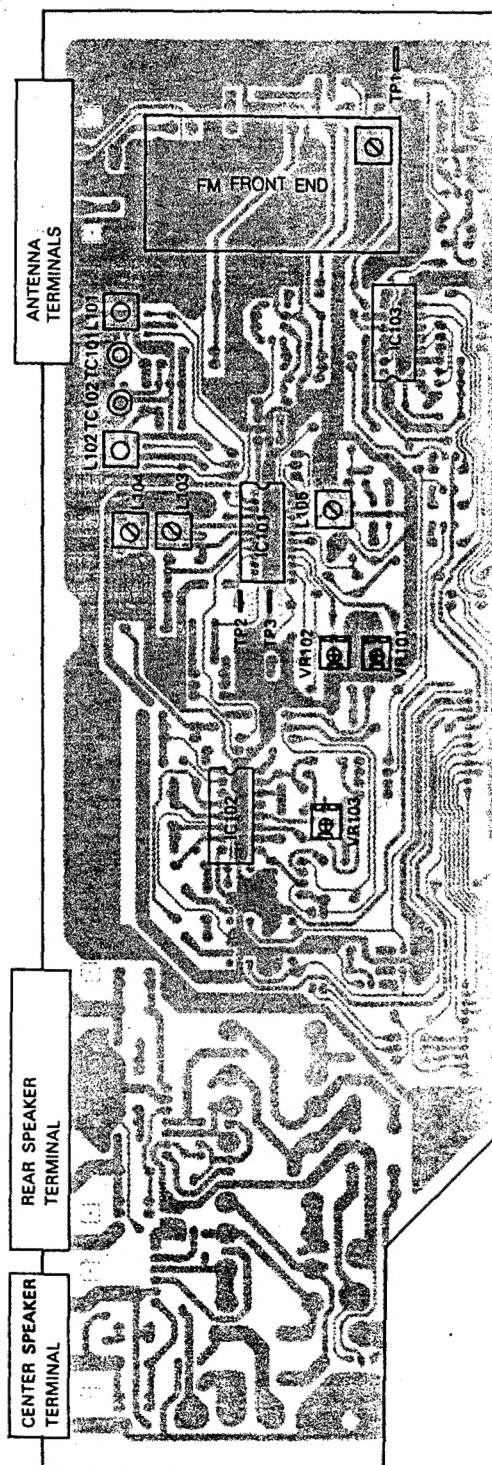 TP1
FM FRONT END
ANTENNA
TERMINALS
L101
TC101
TC102
L102
IC103
L104
L103
IC101
L106
TP2
TP3
VR102
VR101
IC102
VR103
REAR SPEAKER
TERMINAL
CENTER SPEAKER
TERMINAL